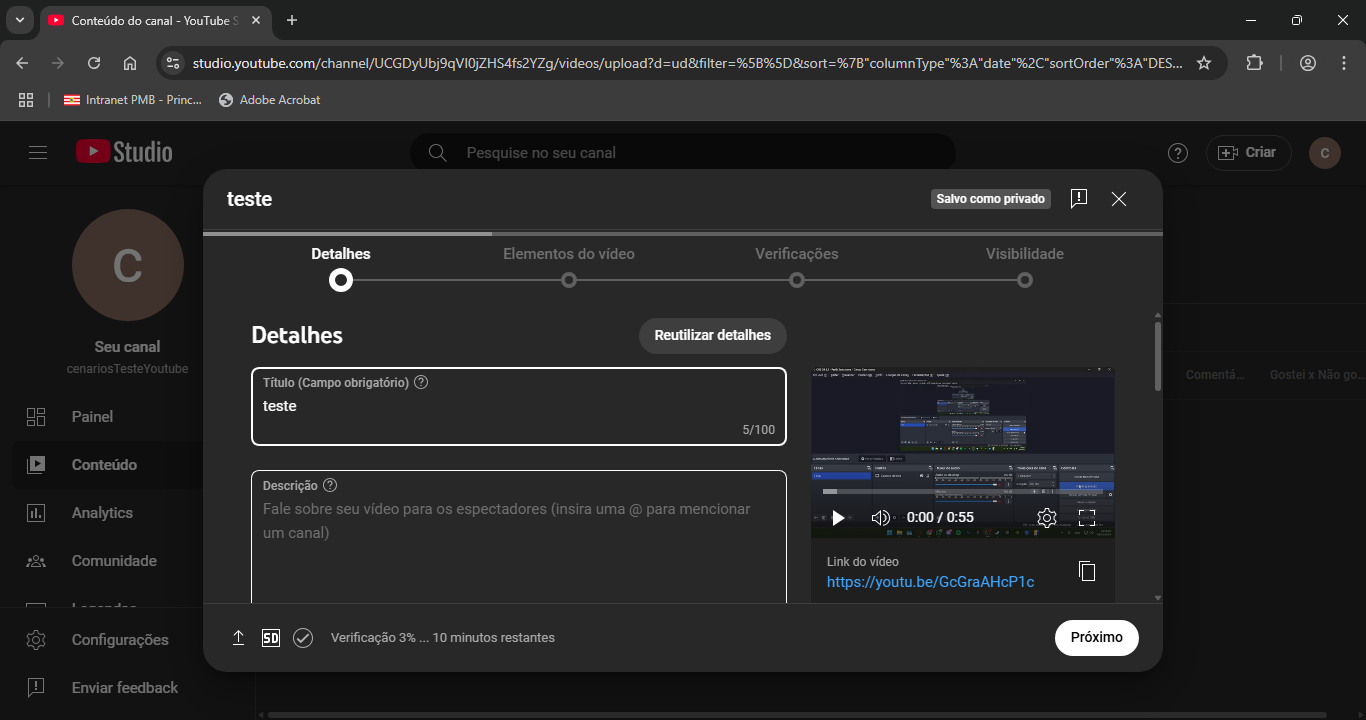 Conteúdo do canal - YouTube S
studio.youtube.com/channel/UCGDyUbj9qVI0jZHS4fs2YZg/videos/upload?d=ud&filter=%5B%5D&sort=%7B"columnType"%3A"date"%2C"sortOrder"%3A"DES...
Intranet PMB - Princ...
Adobe Acrobat
Studio
Pesquise no seu canal
Criar
C
teste
Salvo como privado
Detalhes
Elementos do vídeo
Verificações
Visibilidade
C
Seu canal
cenariosTesteYoutube
Painel
Conteúdo
Analytics
Comunidade
Configurações
Enviar feedback
Detalhes
Reutilizar detalhes
Título (Campo obrigatório)
teste
5/100
Descrição
Fale sobre seu vídeo para os espectadores (insira uma @ para mencionar
um canal)
0:00 / 0:55
Link do vídeo
https://youtu.be/GcGraAHcP1c
Comentá...
Gostei x Não go...
SD
Verificação 3% ... 10 minutos restantes
Próximo